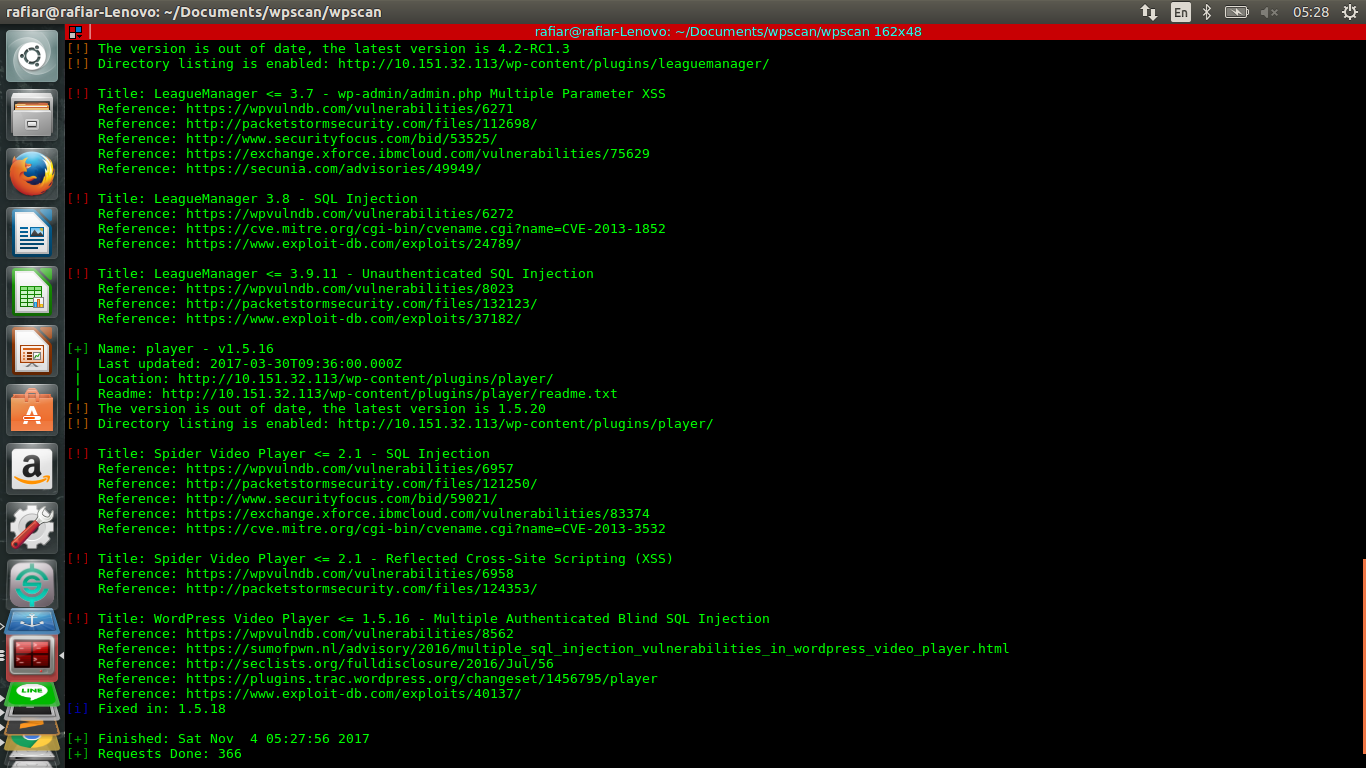 rafiar@rafiar-Lenovo: ~/Documents/wpscan/wpscan
En
05:28
rafiar@rafiar-Lenovo: ~/Documents/wpscan/wpscan 162x48
[!] The version is out of date, the latest version is 4.2-RC1.3
[!] Directory listing is enabled: http://10.151.32.113/wp-content/plugins/leaguemanager/
[!] Title: LeagueManager <= 3.7 - wp-admin/admin.php Multiple Parameter XSS
Reference: https://wpvulndb.com/vulnerabilities/6271
Reference: http://packetstormsecurity.com/files/112698/
Reference: http://www.securityfocus.com/bid/53525/
Reference: https://exchange.xforce.ibmcloud.com/vulnerabilities/75629
Reference: https://secunia.com/advisories/49949/
[!] Title: LeagueManager 3.8 - SQL Injection
Reference: https://wpvulndb.com/vulnerabilities/6272
Reference: https://cve.mitre.org/cgi-bin/cvename.cgi?name=CVE-2013-1852
Reference: https://www.exploit-db.com/exploits/24789/
[!] Title: LeagueManager <= 3.9.11 - Unauthenticated SQL Injection
Reference: https://wpvulndb.com/vulnerabilities/8023
Reference: http://packetstormsecurity.com/files/132123/
Reference: https://www.exploit-db.com/exploits/37182/
[+] Name: player - v1.5.16
| Last updated: 2017-03-30T09:36:00.000Z
| Location: http://10.151.32.113/wp-content/plugins/player/
| Readme: http://10.151.32.113/wp-content/plugins/player/readme.txt
[!] The version is out of date, the latest version is 1.5.20
[!] Directory listing is enabled: http://10.151.32.113/wp-content/plugins/player/
[!] Title: Spider Video Player <= 2.1 - SQL Injection
Reference: https://wpvulndb.com/vulnerabilities/6957
Reference: http://packetstormsecurity.com/files/121250/
Reference: http://www.securityfocus.com/bid/59021/
Reference: https://exchange.xforce.ibmcloud.com/vulnerabilities/83374
Reference: https://cve.mitre.org/cgi-bin/cvename.cgi?name=CVE-2013-3532
[!] Title: Spider Video Player <= 2.1 - Reflected Cross-Site Scripting (XSS)
Reference: https://wpvulndb.com/vulnerabilities/6958
Reference: http://packetstormsecurity.com/files/124353/
[!] Title: WordPress Video Player <= 1.5.16 - Multiple Authenticated Blind SQL Injection
Reference: https://wpvulndb.com/vulnerabilities/8562
Reference: https://sumofpwn.nl/advisory/2016/multiple_sql_injection_vulnerabilities_in_wordpress_video_player.html
Reference: http://seclists.org/fulldisclosure/2016/Jul/56
Reference: https://plugins.trac.wordpress.org/changeset/1456795/player
Reference: https://www.exploit-db.com/exploits/40137/
[i] Fixed in: 1.5.18
[+] Finished: Sat Nov  4 05:27:56 2017
[+] Requests Done: 366
LINE